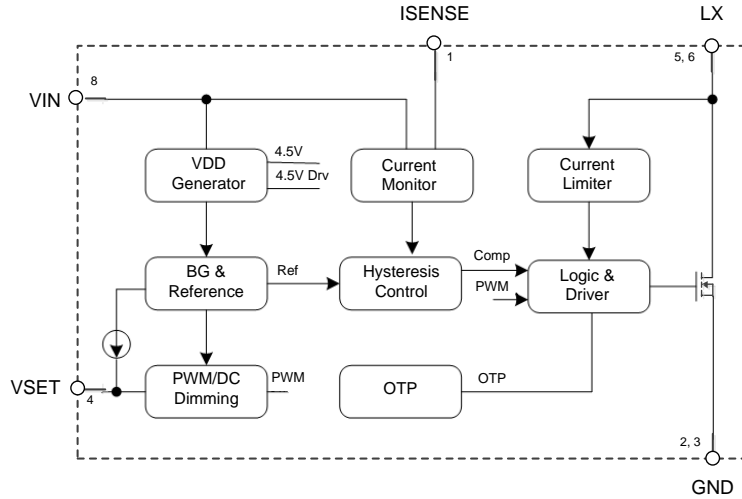 ISENSE
LX
1
5, 6
8
VIN
4.5V
VDD
Generator
4.5V Drv
Current
Monitor
Current
Limiter
BG &
Reference
Ref
Hysteresis
Control
Comp
PWM
Logic &
Driver
VSET
4
PWM/DC
Dimming
PWM
OTP
OTP
2, 3
GND